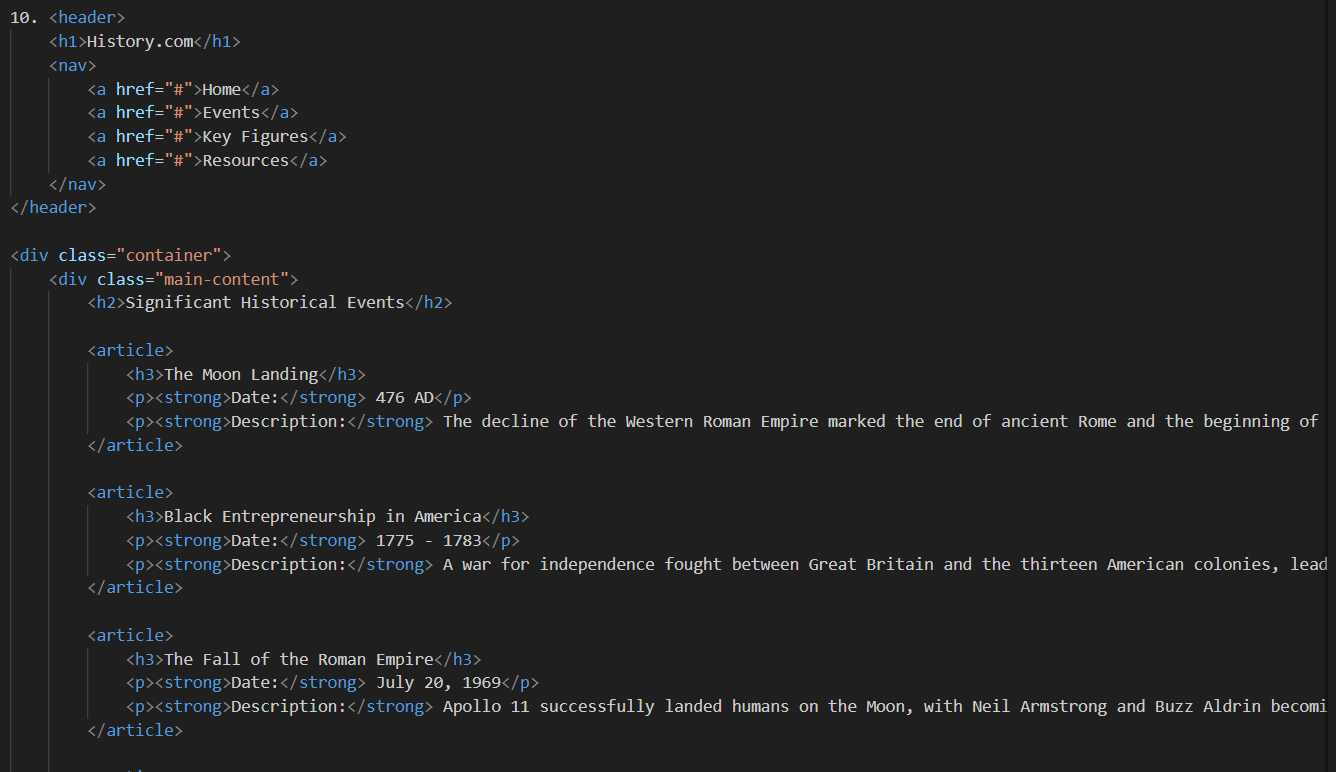 10. <header>
<h1>History.com</h1>
<nav>
<a href="#">Home</a>
<a href="#">Events</a>
<a href="#">Key Figures</a>
<a href="#">Resources</a>
</nav>
</header>
<div class="container">
<div class="main-content">
<h2>Significant Historical Events</h2>
<article>
<h3>The Moon Landing</h3>
<p><strong>Date:</strong> 476 AD</p>
<p><strong>Description:</strong> The decline of the Western Roman Empire marked the end of ancient Rome and the beginning of
</article>
<article>
<h3>Black Entrepreneurship in America</h3>
<p><strong>Date:</strong> 1775 - 1783</p>
<p><strong>Description:</strong> A war for independence fought between Great Britain and the thirteen American colonies, lead
</article>
<article>
<h3>The Fall of the Roman Empire</h3>
<p><strong>Date:</strong> July 20, 1969</p>
<p><strong>Description:</strong> Apollo 11 successfully landed humans on the Moon, with Neil Armstrong and Buzz Aldrin becomi
</article>